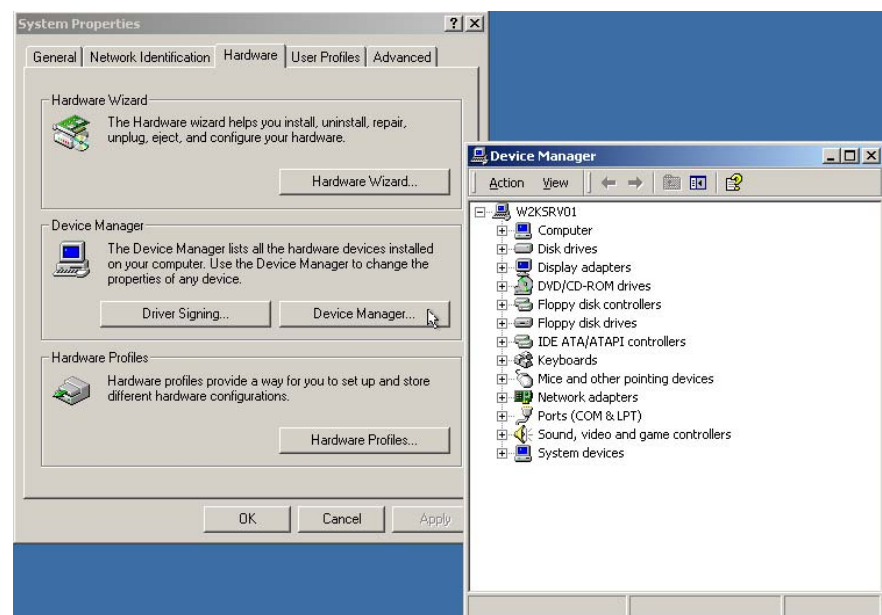 System Properties
General
Network Identification
Hardware
User Profiles
Advanced
Hardware Wizard
The Hardware wizard helps you install, uninstall, repair,
unplug, eject, and configure your hardware.
Hardware Wizard...
Device Manager
The Device Manager lists all the hardware devices installed
on your computer. Use the Device Manager to change the
properties of any device.
Driver Signing...
Device Manager...
Hardware Profiles
Hardware profiles provide a way for you to set up and store
different hardware configurations.
Hardware Profiles...
OK
Cancel
Apply
Device Manager
Action
View
W2KSRV01
Computer
Disk drives
Display adapters
DVD/CD-ROM drives
Floppy disk controllers
Floppy disk drives
IDE ATA/ATAPI controllers
Keyboards
Mice and other pointing devices
Network adapters
Ports (COM & LPT)
Sound, video and game controllers
System devices